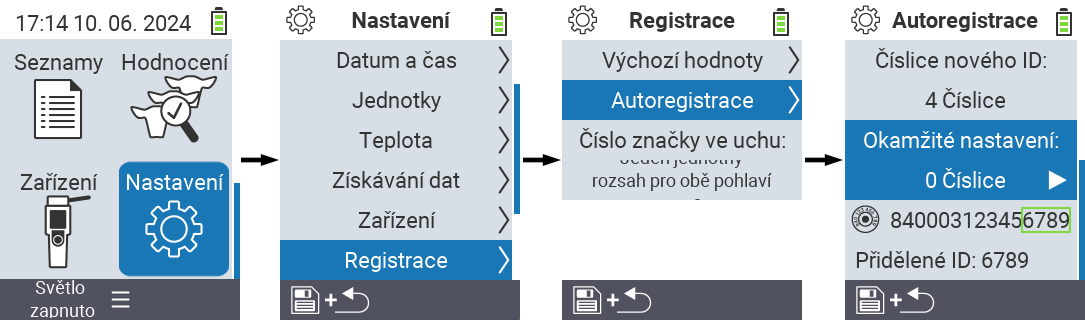 17:14 10. 06. 2024
Seznamy
Hodnocení
Zařízení
Nastavení
Světlo
zapnuto
Nastavení
Datum a čas
Jednotky
Teplota
Získávání dat
Zařízení
Registrace
+
Registrace
Výchozí hodnoty
Autoregistrace
Číslo značky ve uchu:
Jeden jednotný
rozsah pro obě pohlaví
+
Autoregistrace
Číslice nového ID:
4 Číslice
Okamžité nastavení:
0 Číslice
840003123456789
Přidělené ID: 6789
+